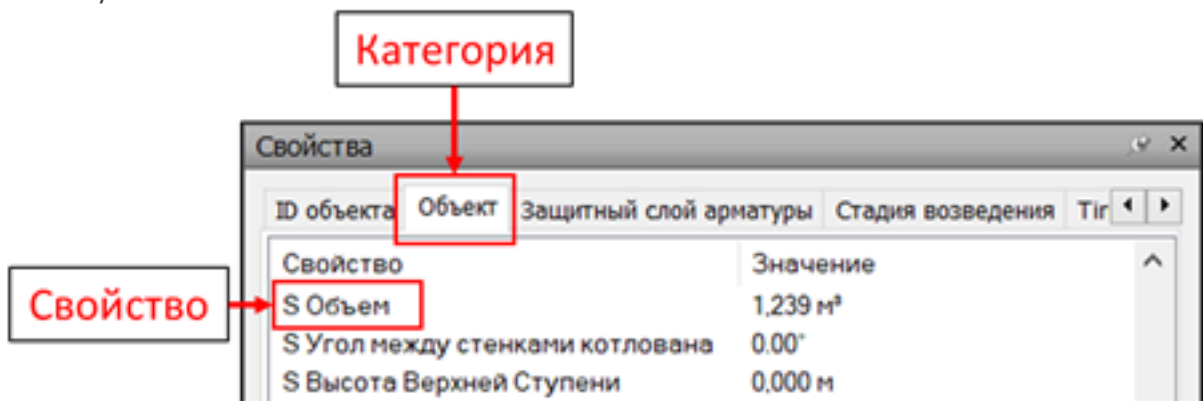 Категория
Свойства
ID объекта Объект Защитный слой арматуры Стадия возведения Tir
Свойство Значение
Свойство S Объем 1,239 м³
S Угол между стенками котлована 0.00°
S Высота Верхней Ступени 0,000 м